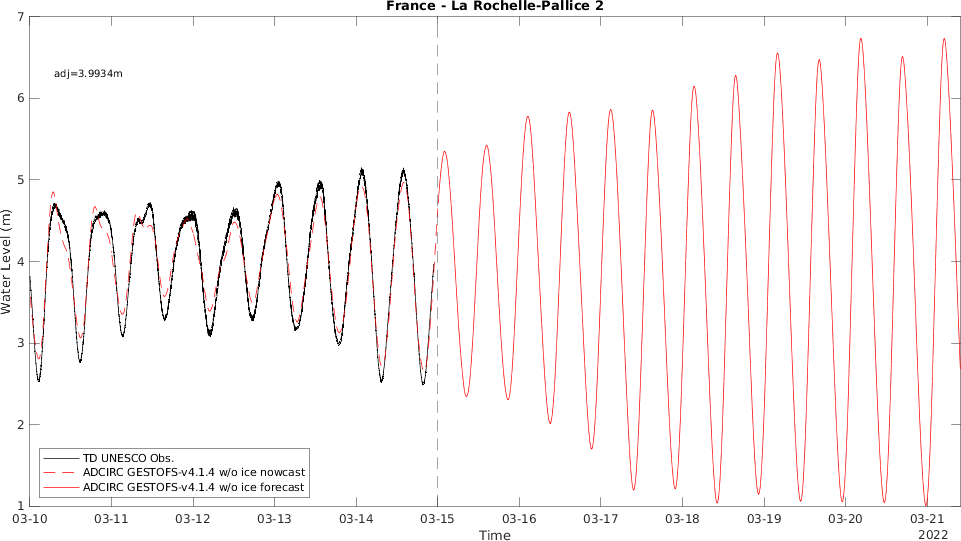 France - La Rochelle-Pallice 2
7
adj=3.9934m
6
5
4
3
2
1
Water Level (m)
TD UNESCO Obs.
ADCIRC GESTOFS-v4.1.4 w/o ice nowcast
ADCIRC GESTOFS-v4.1.4 w/o ice forecast
03-10 03-11 03-12 03-13 03-14 03-15 03-16 03-17 03-18 03-19 03-20 03-21
Time
2022